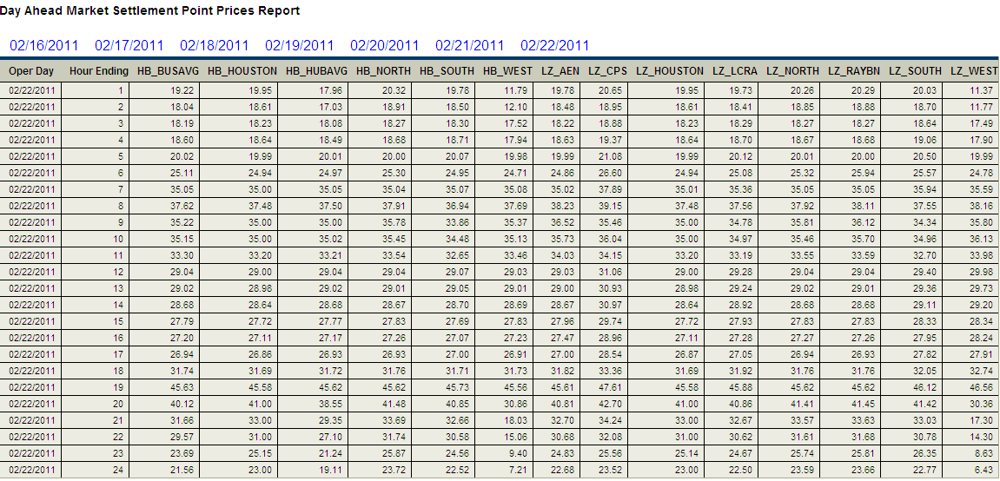 Day Ahead Market Settlement Point Prices Report
02/16/2011 02/17/2011 02/18/2011 02/19/2011 02/20/2011 02/21/2011 02/22/2011
Oper Day Hour Ending HB_BUSAVG HB_HOUSTON HB_HUBAVG HB_NORTH HB_SOUTH HB_WEST LZ_AEN LZ_CPS LZ_HOUSTON LZ_LCRA LZ_NORTH LZ_RAYBN LZ_SOUTH LZ_WEST
02/22/2011 1 19.22 19.95 17.96 20.32 19.78 11.79 19.78 20.65 19.95 19.73 20.26 20.29 20.03 11.37
02/22/2011 2 18.04 18.61 17.03 18.91 18.50 12.10 18.48 18.95 18.61 18.41 18.85 18.88 18.70 11.77
02/22/2011 3 18.19 18.23 18.08 18.27 18.30 17.52 18.22 18.88 18.23 18.29 18.27 18.27 18.64 17.49
02/22/2011 4 18.60 18.64 18.49 18.68 18.71 17.94 18.63 19.37 18.64 18.70 18.67 18.68 19.06 17.90
02/22/2011 5 20.02 19.99 20.01 20.00 20.07 19.98 19.99 21.08 19.99 20.12 20.01 20.00 20.50 19.99
02/22/2011 6 25.11 24.94 24.97 25.30 24.95 24.71 24.86 26.60 24.94 25.08 25.32 25.94 25.57 24.78
02/22/2011 7 35.05 35.00 35.05 35.04 35.07 35.08 35.02 37.89 35.01 35.36 35.05 35.05 35.94 35.59
02/22/2011 8 37.62 37.48 37.50 37.91 36.94 37.69 38.23 39.15 37.48 37.56 37.92 38.11 37.55 38.16
02/22/2011 9 35.22 35.00 35.00 35.78 33.86 35.37 36.52 35.46 35.00 34.78 35.81 36.12 34.34 35.80
02/22/2011 10 35.15 35.00 35.02 35.45 34.48 35.13 35.73 36.04 35.00 34.97 35.46 35.70 34.96 36.13
02/22/2011 11 33.30 33.20 33.21 33.54 32.65 33.46 34.03 34.15 33.20 33.19 33.55 33.59 32.70 33.98
02/22/2011 12 29.04 29.00 29.04 29.04 29.07 29.03 29.03 31.06 29.00 29.28 29.04 29.04 29.40 29.98
02/22/2011 13 29.02 28.98 29.02 29.01 29.05 29.01 29.00 30.93 28.98 29.24 29.02 29.01 29.36 29.73
02/22/2011 14 28.68 28.64 28.68 28.67 28.70 28.69 28.67 30.97 28.64 28.92 28.68 28.68 29.11 29.20
02/22/2011 15 27.79 27.72 27.77 27.83 27.69 27.83 27.96 29.74 27.72 27.93 27.83 27.83 28.33 28.34
02/22/2011 16 27.20 27.11 27.17 27.26 27.07 27.23 27.47 28.96 27.11 27.28 27.27 27.26 27.95 28.24
02/22/2011 17 26.94 26.86 26.93 26.93 27.00 26.91 27.00 28.54 26.87 27.05 26.94 26.93 27.82 27.91
02/22/2011 18 31.74 31.69 31.72 31.76 31.71 31.73 31.82 33.36 31.69 31.92 31.76 31.76 32.05 32.74
02/22/2011 19 45.63 45.58 45.62 45.62 45.73 45.56 45.61 47.61 45.58 45.88 45.62 45.62 46.12 46.56
02/22/2011 20 40.12 41.00 38.55 41.48 40.85 30.86 40.81 42.70 41.00 40.86 41.41 41.45 41.42 30.36
02/22/2011 21 31.66 33.00 29.35 33.69 32.66 18.03 32.70 34.24 33.00 32.67 33.57 33.63 33.03 17.30
02/22/2011 22 29.57 31.00 27.10 31.74 30.58 15.06 30.68 32.08 31.00 30.62 31.61 31.68 30.78 14.30
02/22/2011 23 23.69 25.15 21.24 25.87 24.56 9.40 24.83 25.56 25.14 24.67 25.74 25.81 26.35 8.63
02/22/2011 24 21.56 23.00 19.11 23.72 22.52 7.21 22.68 23.52 23.00 22.50 23.59 23.66 22.77 6.43